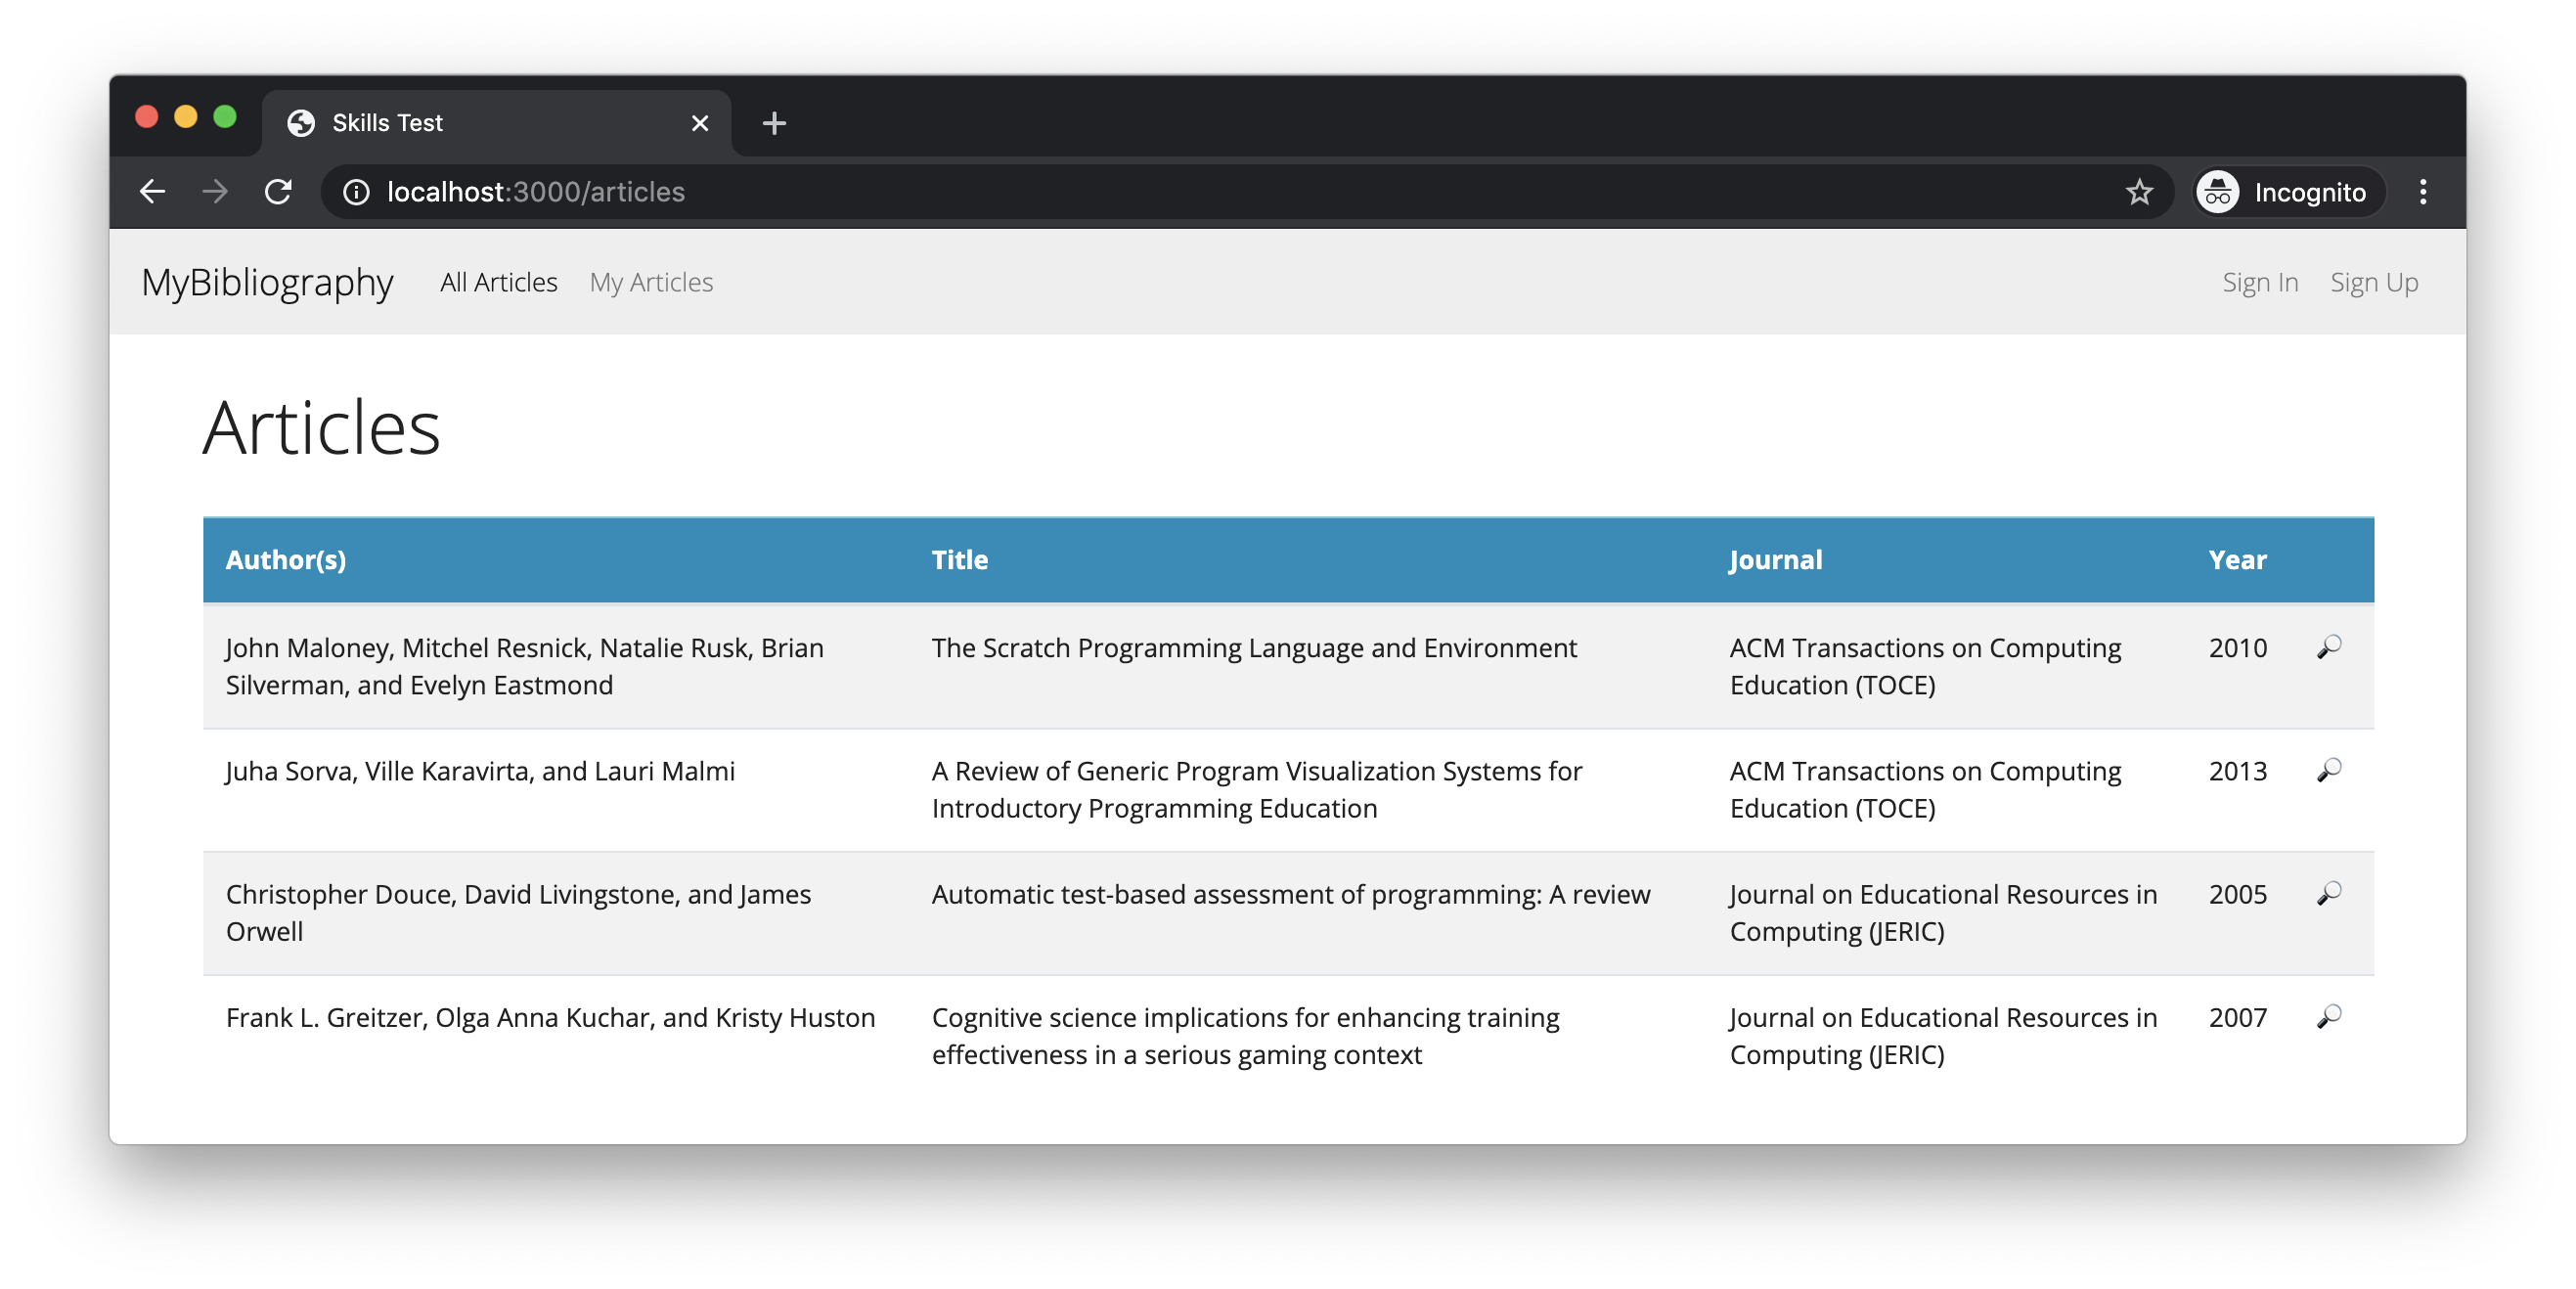 Skills Test
localhost:3000/articles
Incognito
MyBibliography All Articles My Articles Sign In Sign Up
Articles
Author(s) Title Journal Year
John Maloney, Mitchel Resnick, Natalie Rusk, Brian
Silverman, and Evelyn Eastmond
The Scratch Programming Language and Environment
ACM Transactions on Computing
Education (TOCE)
2010
Juha Sorva, Ville Karavirta, and Lauri Malmi
A Review of Generic Program Visualization Systems for
Introductory Programming Education
ACM Transactions on Computing
Education (TOCE)
2013
Christopher Douce, David Livingstone, and James
Orwell
Automatic test-based assessment of programming: A review
Journal on Educational Resources in
Computing (JERIC)
2005
Frank L. Greitzer, Olga Anna Kuchar, and Kristy Huston
Cognitive science implications for enhancing training
effectiveness in a serious gaming context
Journal on Educational Resources in
Computing (JERIC)
2007